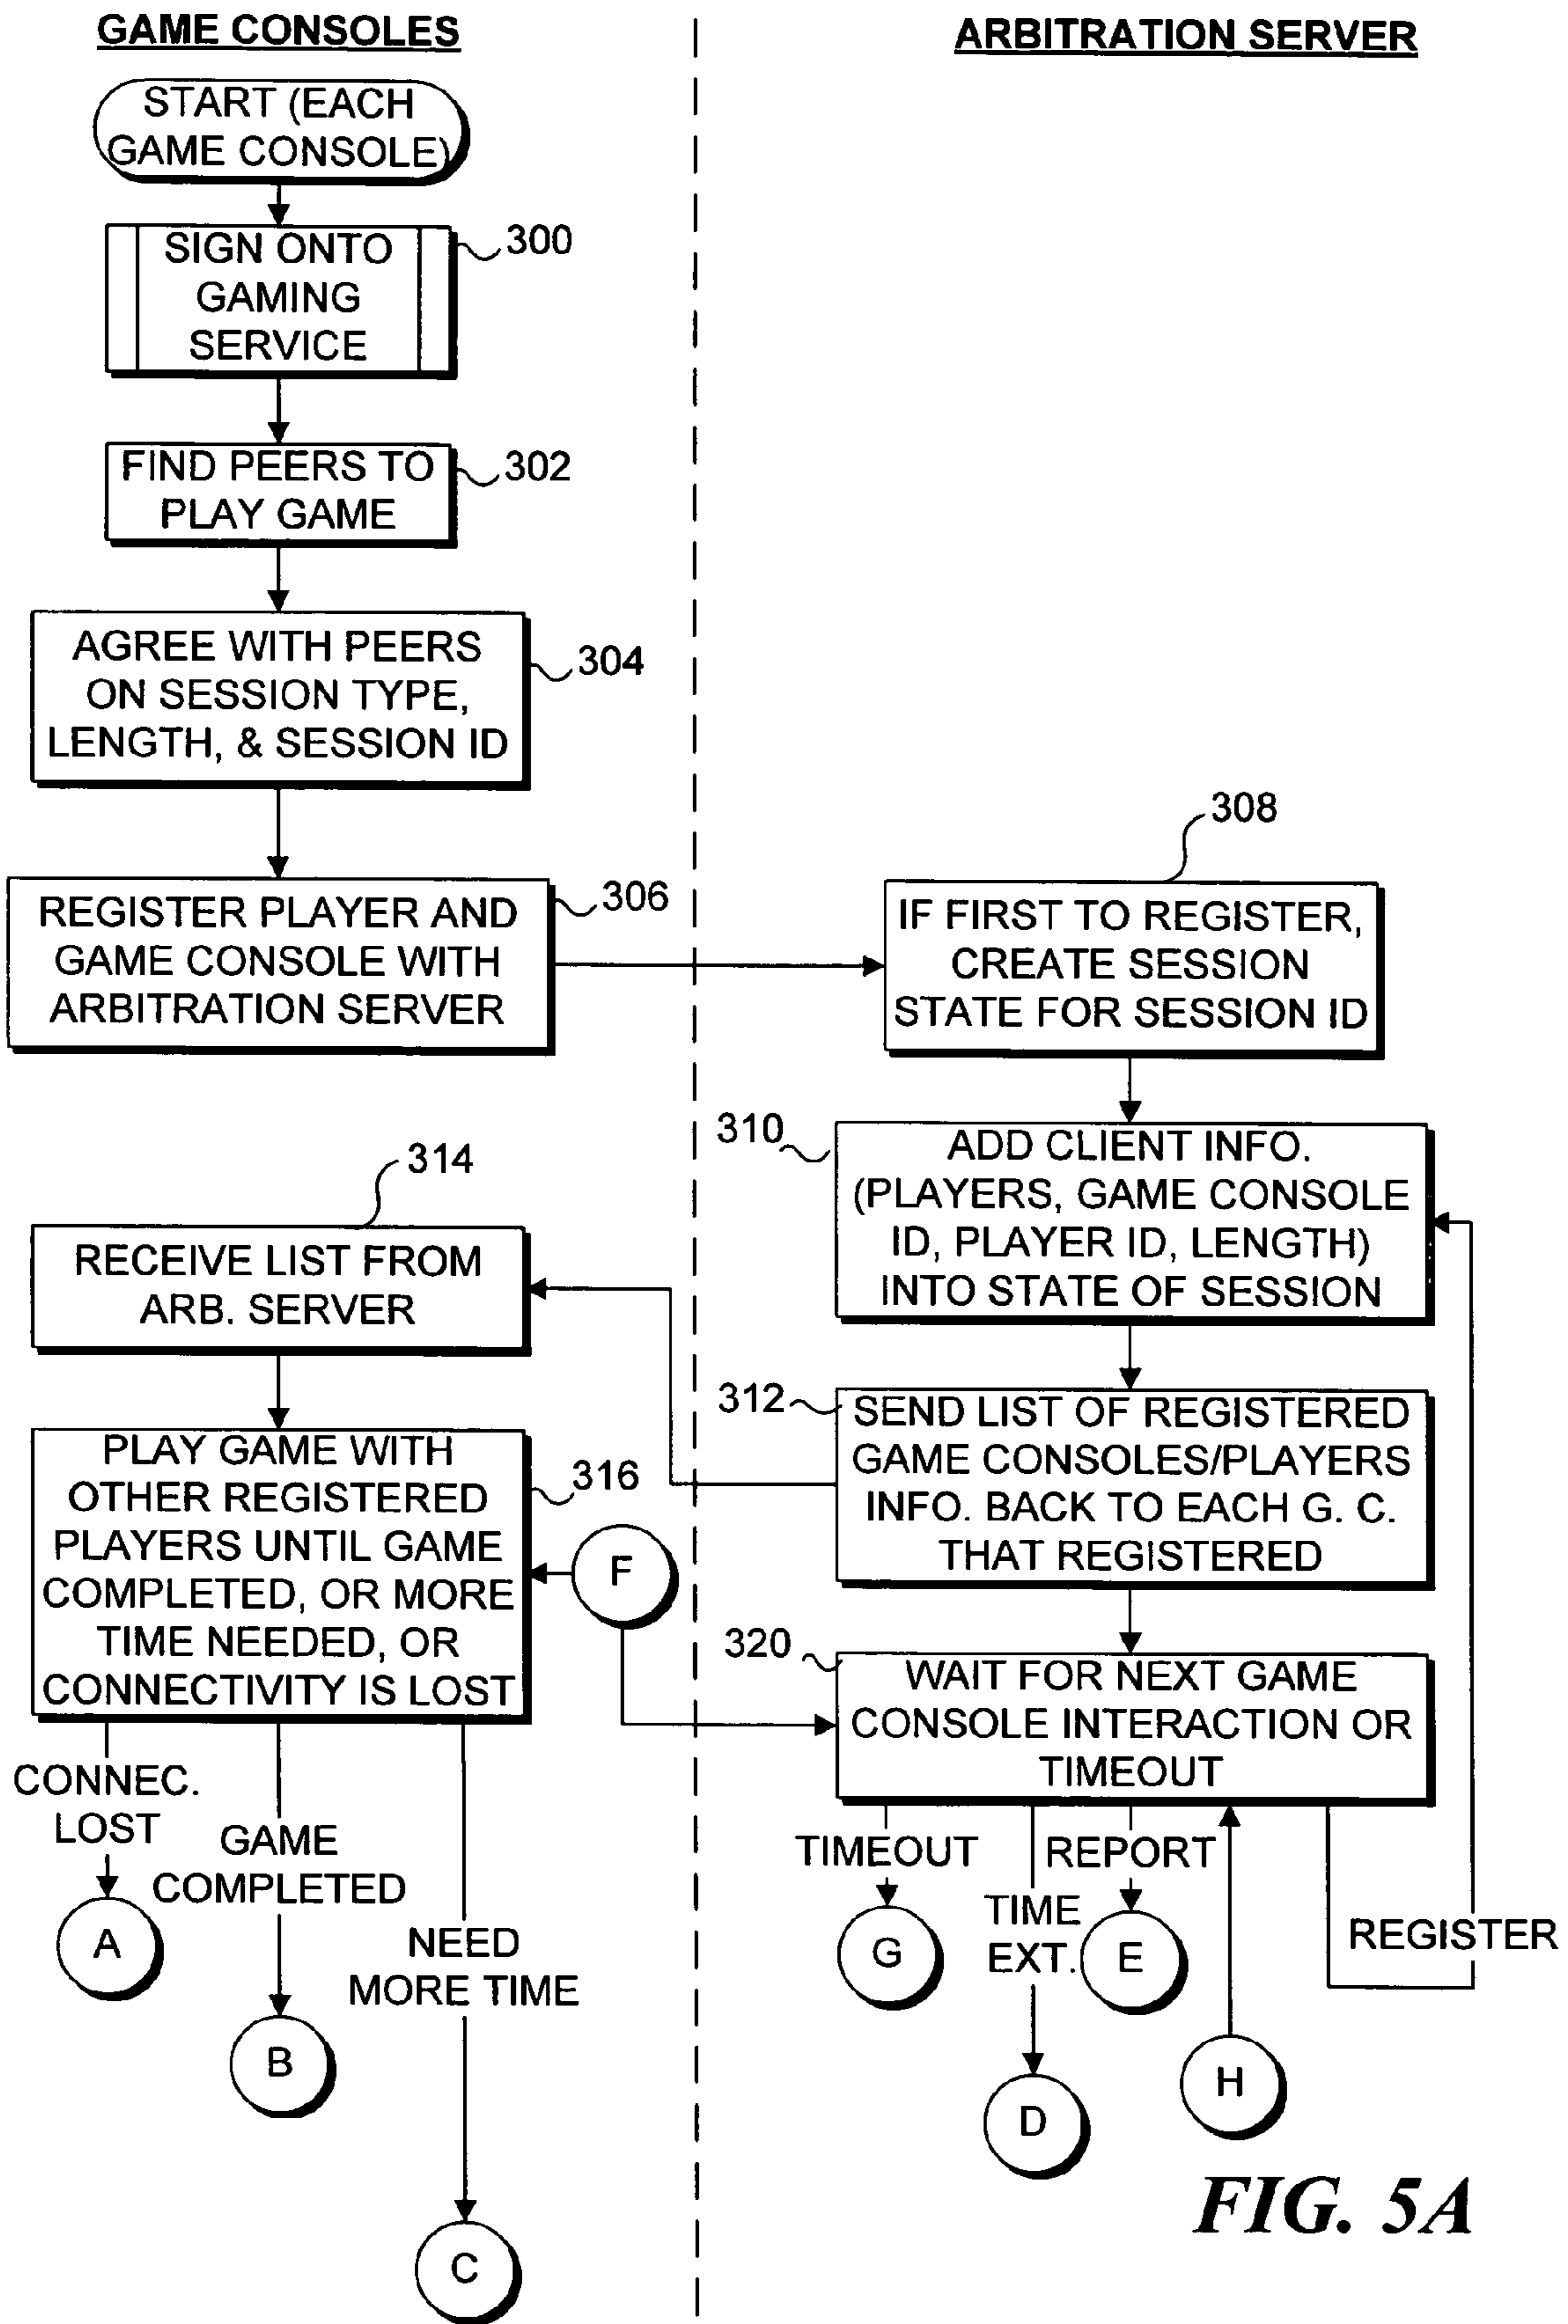 GAME CONSOLES
ARBITRATION SERVER
START (EACH
GAME CONSOLE)
SIGN ONTO
GAMING
SERVICE
300
FIND PEERS TO
PLAY GAME
302
AGREE WITH PEERS
ON SESSION TYPE,
LENGTH, & SESSION ID
304
REGISTER PLAYER AND
GAME CONSOLE WITH
ARBITRATION SERVER
306
308
IF FIRST TO REGISTER,
CREATE SESSION
STATE FOR SESSION ID
310
ADD CLIENT INFO.
(PLAYERS, GAME CONSOLE
ID, PLAYER ID, LENGTH)
INTO STATE OF SESSION
314
RECEIVE LIST FROM
ARB. SERVER
312
SEND LIST OF REGISTERED
GAME CONSOLES/PLAYERS
INFO. BACK TO EACH G. C.
THAT REGISTERED
PLAY GAME WITH
OTHER REGISTERED
PLAYERS UNTIL GAME
COMPLETED, OR MORE
TIME NEEDED, OR
CONNECTIVITY IS LOST
316
F
320
WAIT FOR NEXT GAME
CONSOLE INTERACTION OR
TIMEOUT
CONNEC.
LOST
A
GAME
COMPLETED
B
NEED
MORE TIME
C
TIMEOUT
G
TIME
EXT.
D
REPORT
E
H
REGISTER
FIG. 5A